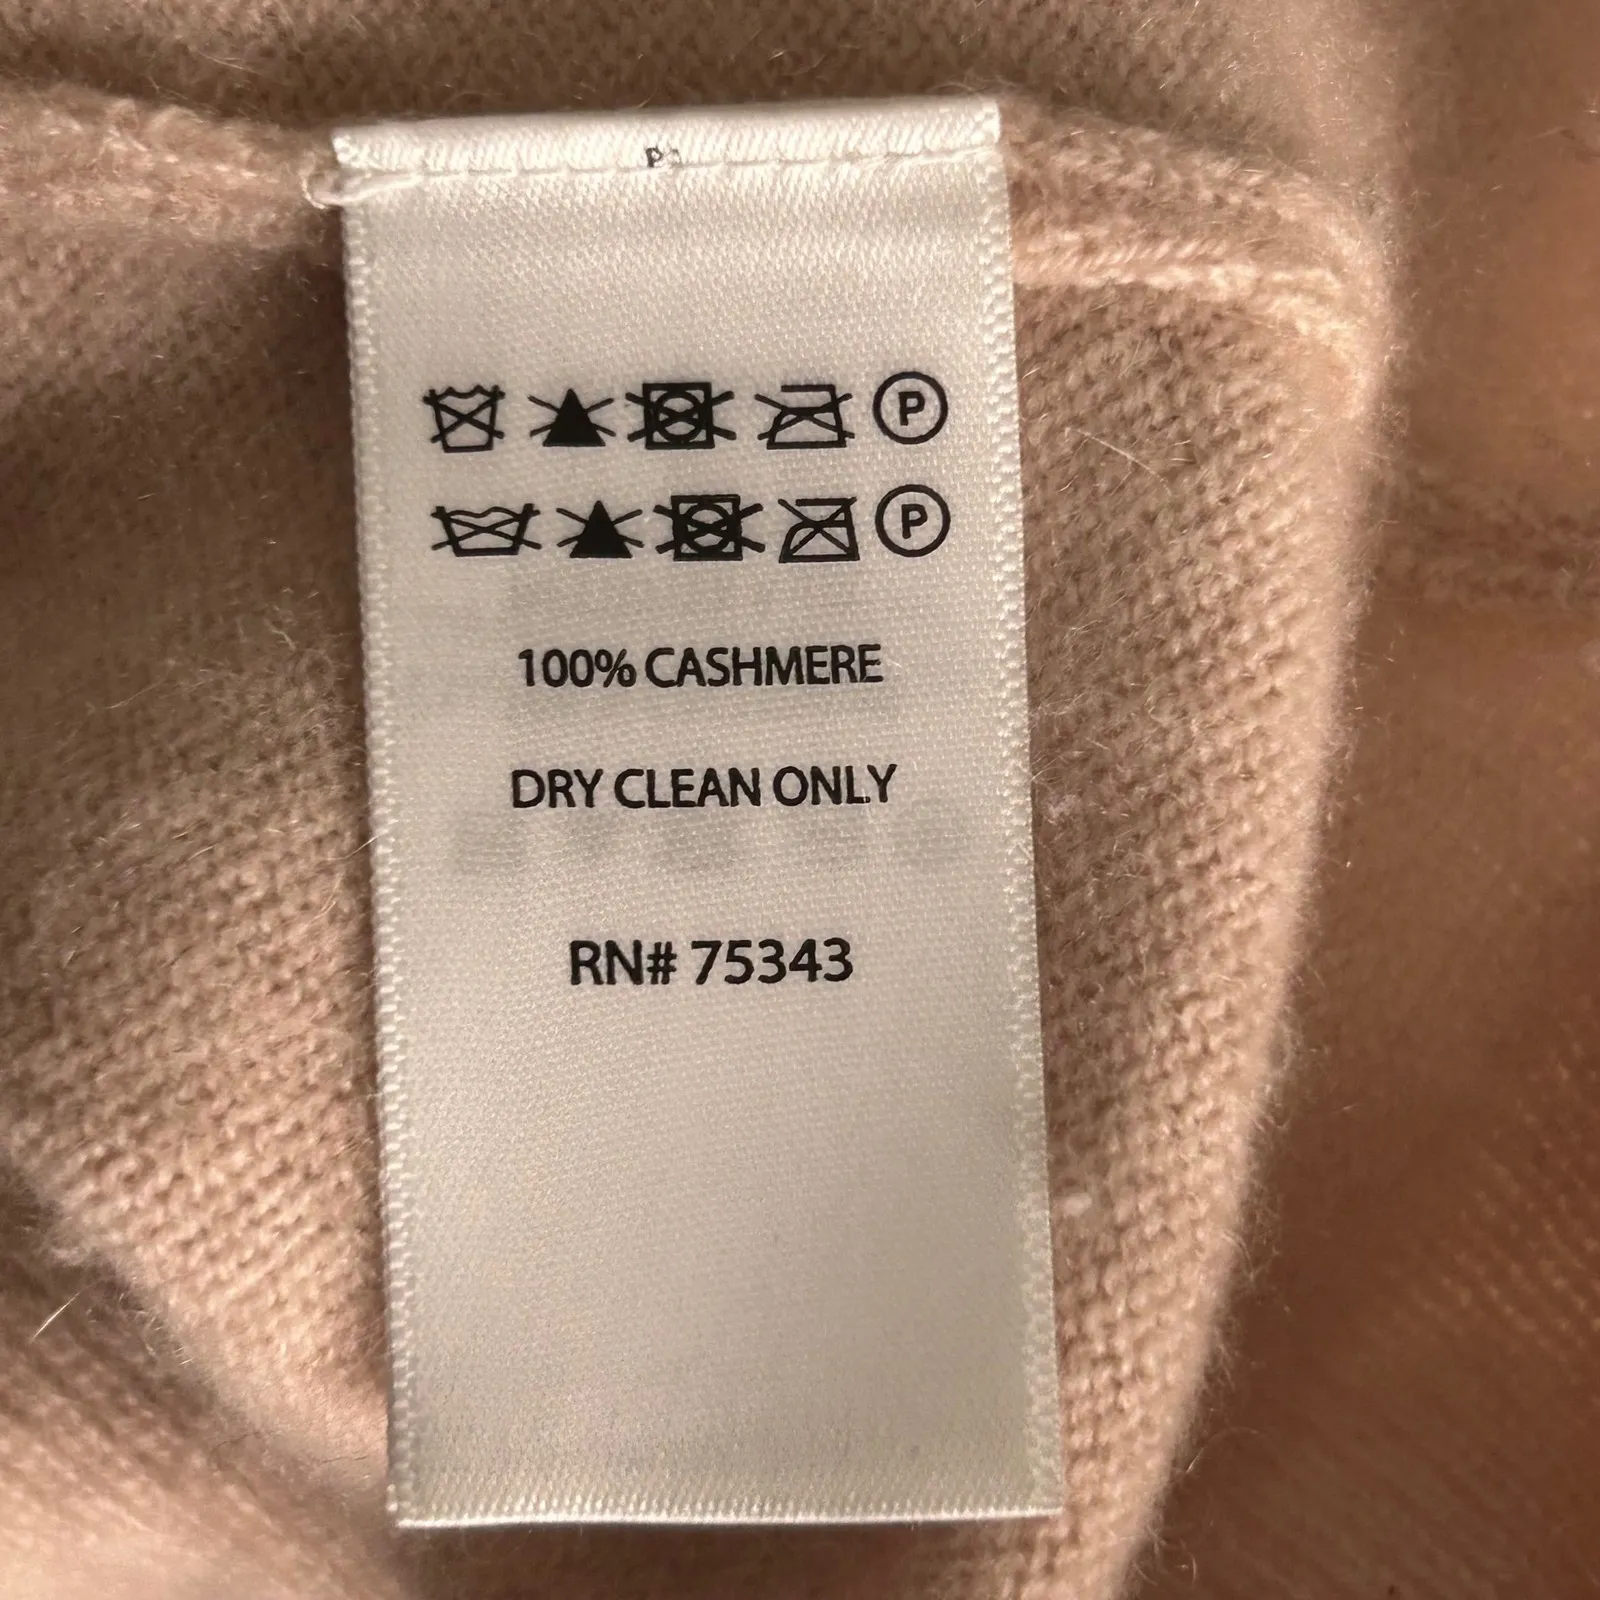 P
P
100% CASHMERE
DRY CLEAN ONLY
RN# 75343